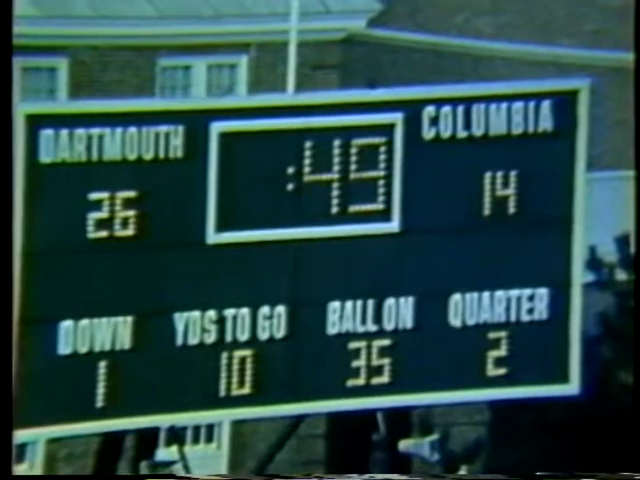 DARTMOUTH :49 COLUMBIA
26 14
DOWN YDS TO GO BALL ON QUARTER
1 10 35 2